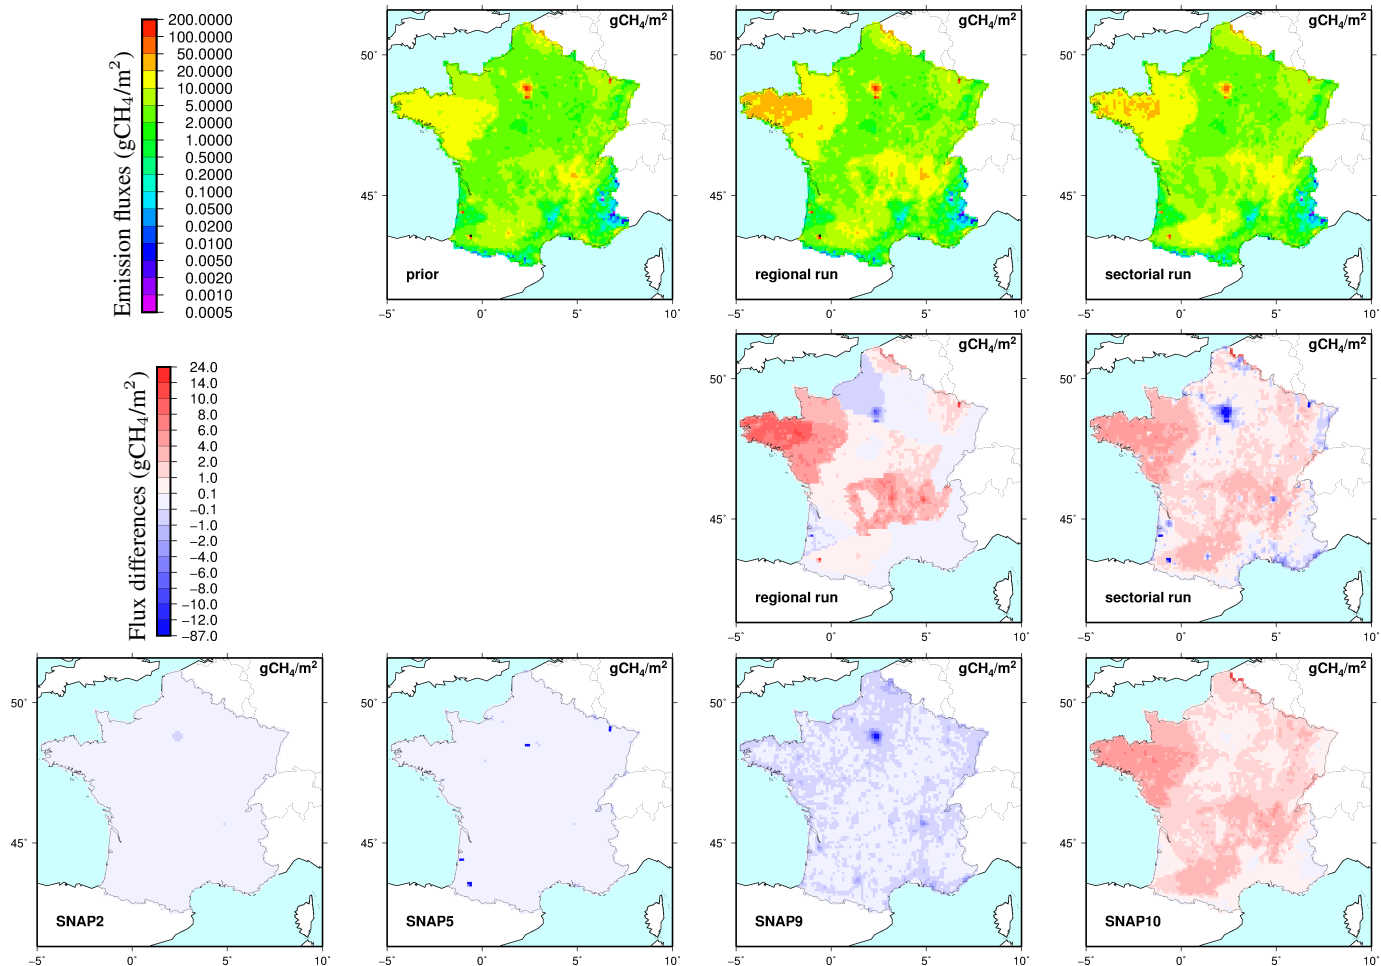 Emission fluxes (gCH₄/m²)
200.0000
100.0000
50.0000
20.0000
10.0000
5.0000
2.0000
1.0000
0.5000
0.2000
0.1000
0.0500
0.0200
0.0100
0.0050
0.0020
0.0010
0.0005
gCH₄/m²
50°
45°
prior
−5° 0° 5° 10°
gCH₄/m²
50°
45°
regional run
−5° 0° 5° 10°
gCH₄/m²
50°
45°
sectorial run
−5° 0° 5° 10°
Flux differences (gCH₄/m²)
24.0
14.0
10.0
8.0
6.0
4.0
2.0
1.0
0.1
−0.1
−1.0
−2.0
−4.0
−6.0
−8.0
−10.0
−12.0
−87.0
gCH₄/m²
50°
45°
regional run
−5° 0° 5° 10°
gCH₄/m²
50°
45°
sectorial run
−5° 0° 5° 10°
gCH₄/m²
50°
45°
SNAP2
−5° 0° 5° 10°
gCH₄/m²
50°
45°
SNAP5
−5° 0° 5° 10°
gCH₄/m²
50°
45°
SNAP9
−5° 0° 5° 10°
gCH₄/m²
50°
45°
SNAP10
−5° 0° 5° 10°